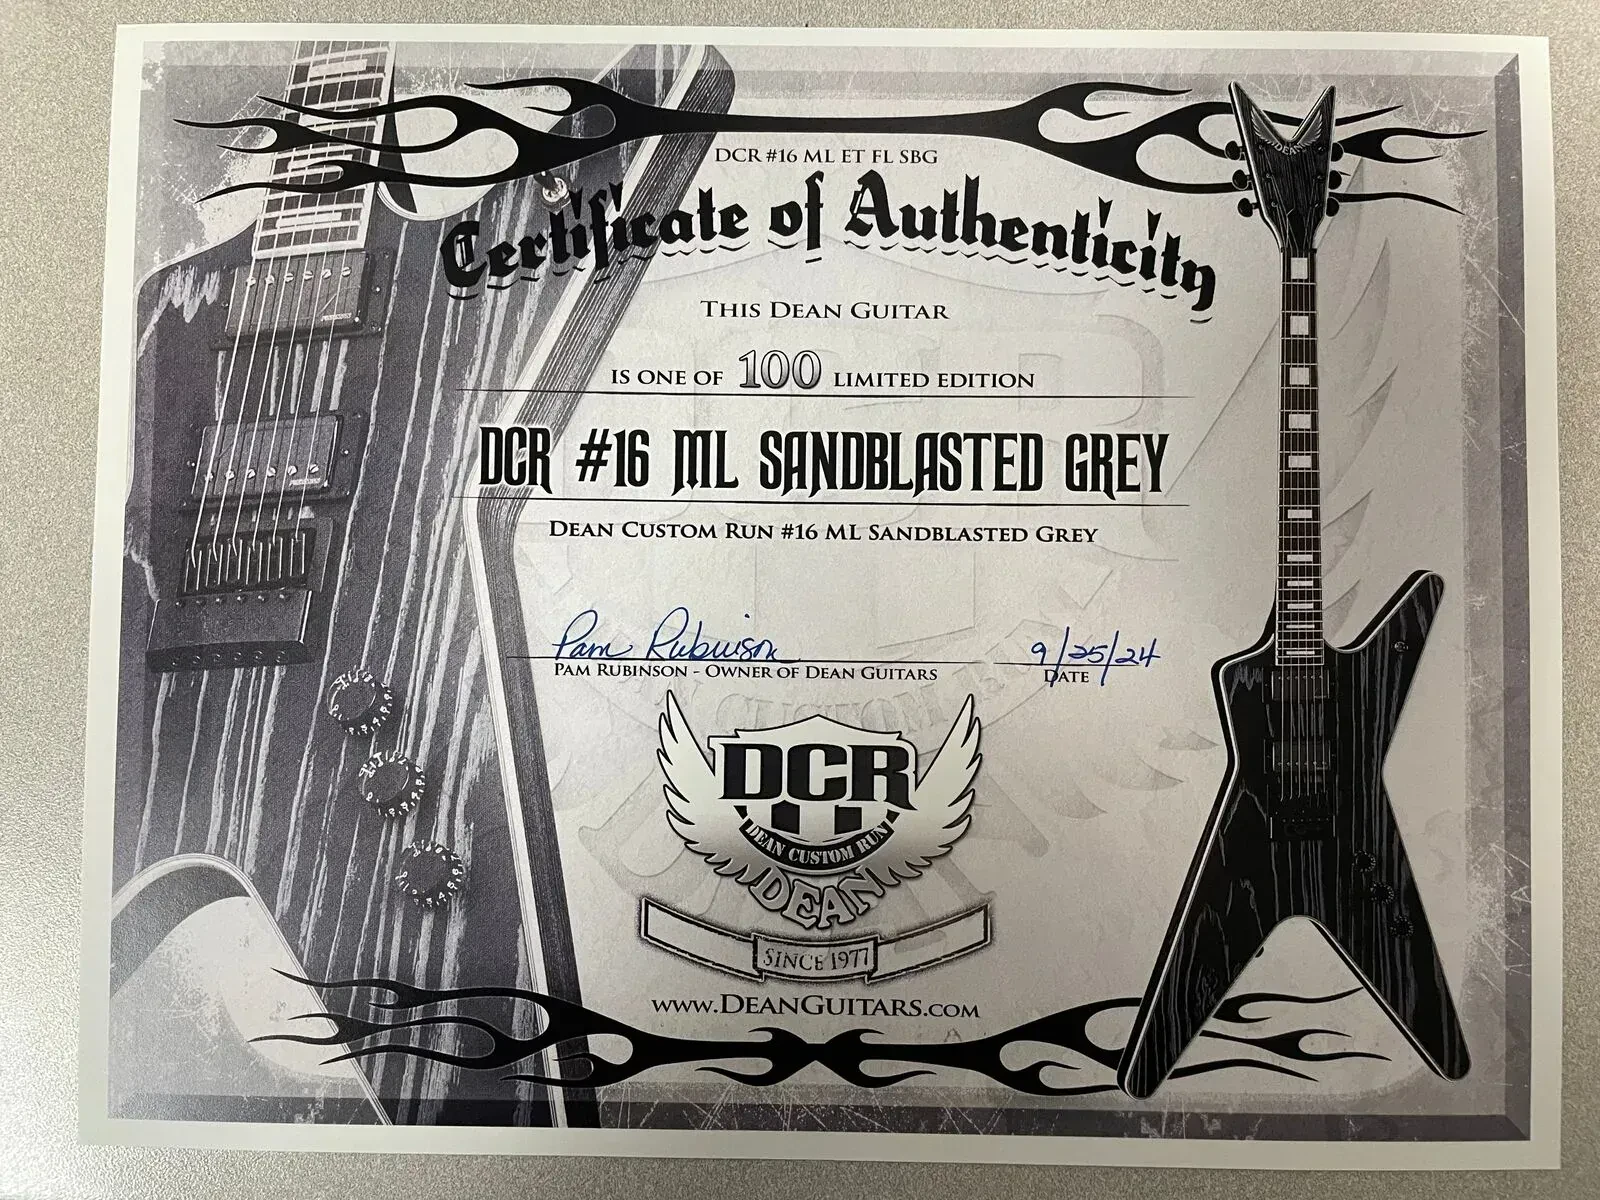 DCR #16 ML ET FL SBG
Certificate of Authenticity
THIS DEAN GUITAR
IS ONE OF 100 LIMITED EDITION
DCR #16 ML SANDBLASTED GREY
DEAN CUSTOM RUN #16 ML SANDBLASTED GREY
Pam Rubinson 9/25/24
PAM RUBINSON - OWNER OF DEAN GUITARS DATE
DCR
DEAN CUSTOM RUN
DEAN
SINCE 1977
WWW.DEANGUITARS.COM
DEAN